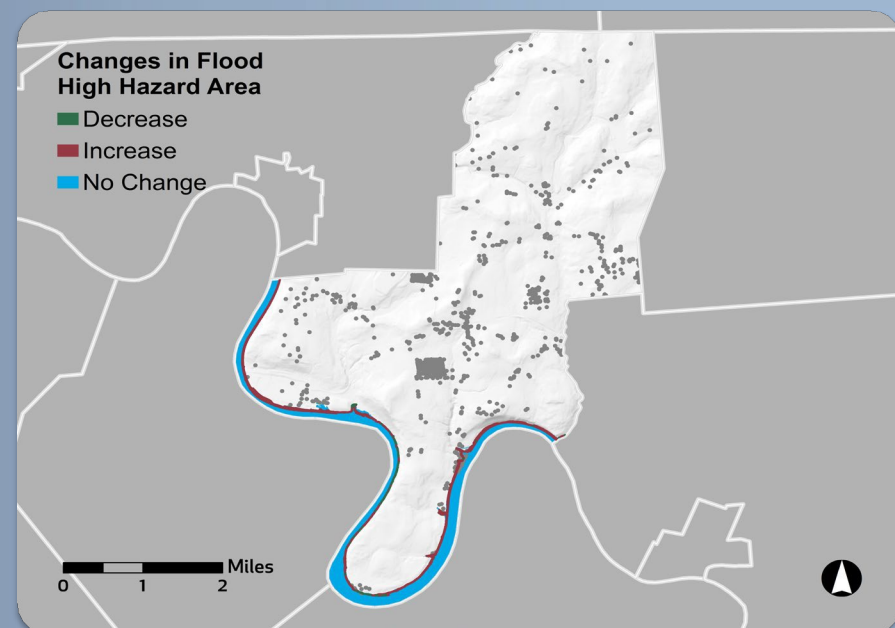 Changes in Flood
High Hazard Area
Decrease
Increase
No Change
Miles
0 1 2